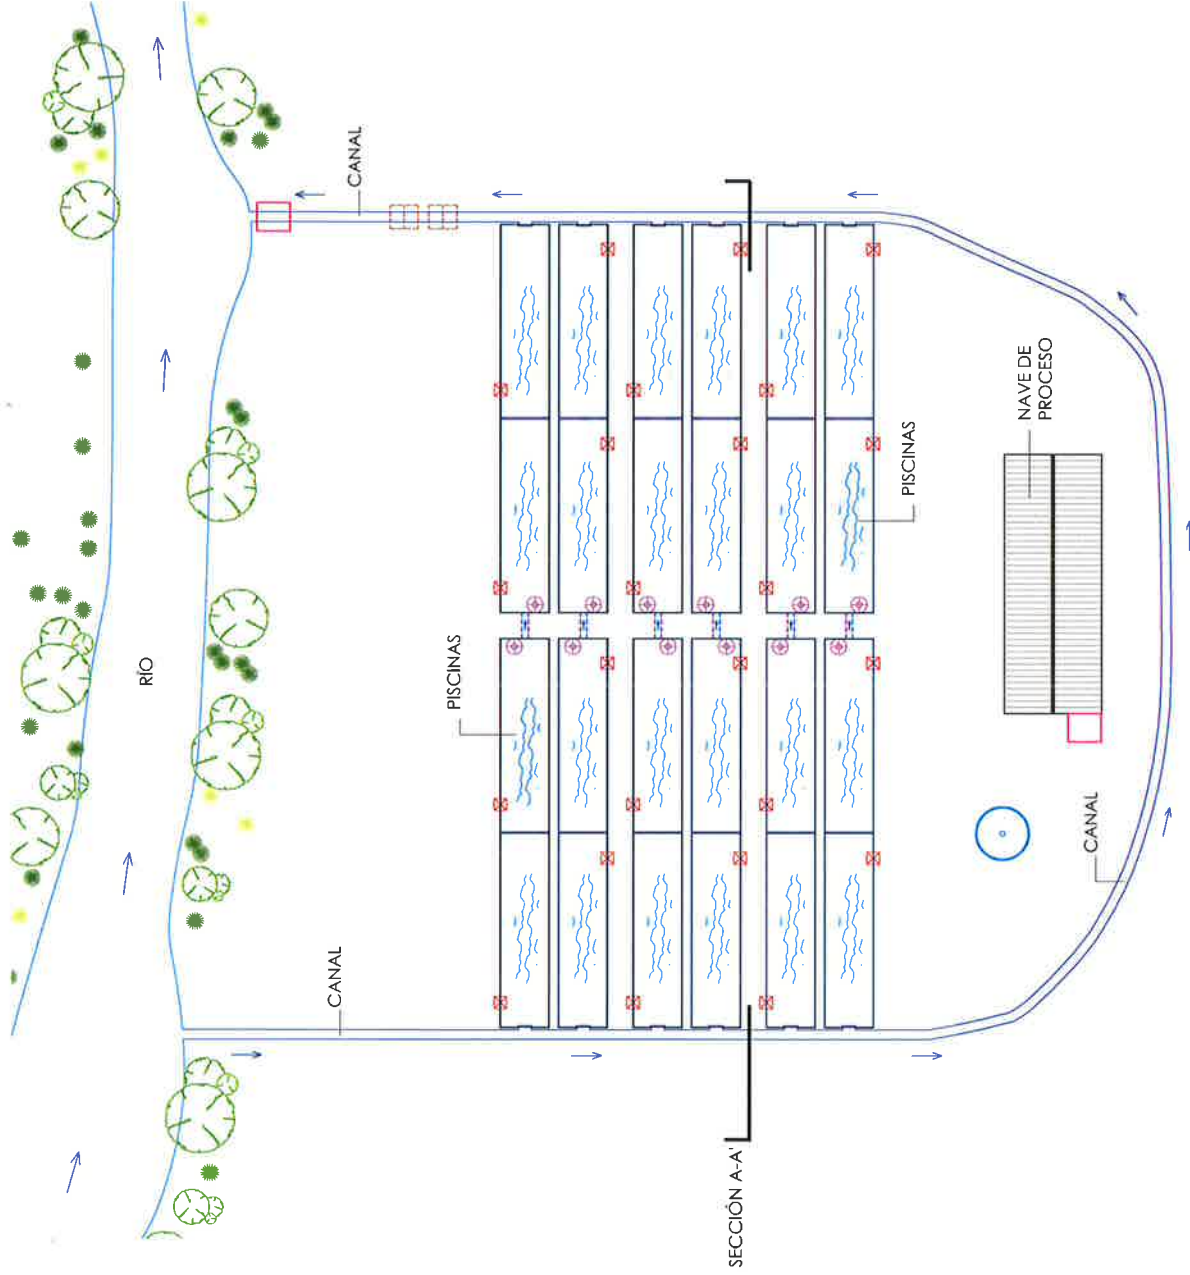 CANAL
RÍO
NAVE DE
PROCESO
PISCINAS
PISCINAS
CANAL
CANAL
SECCIÓN A-A'